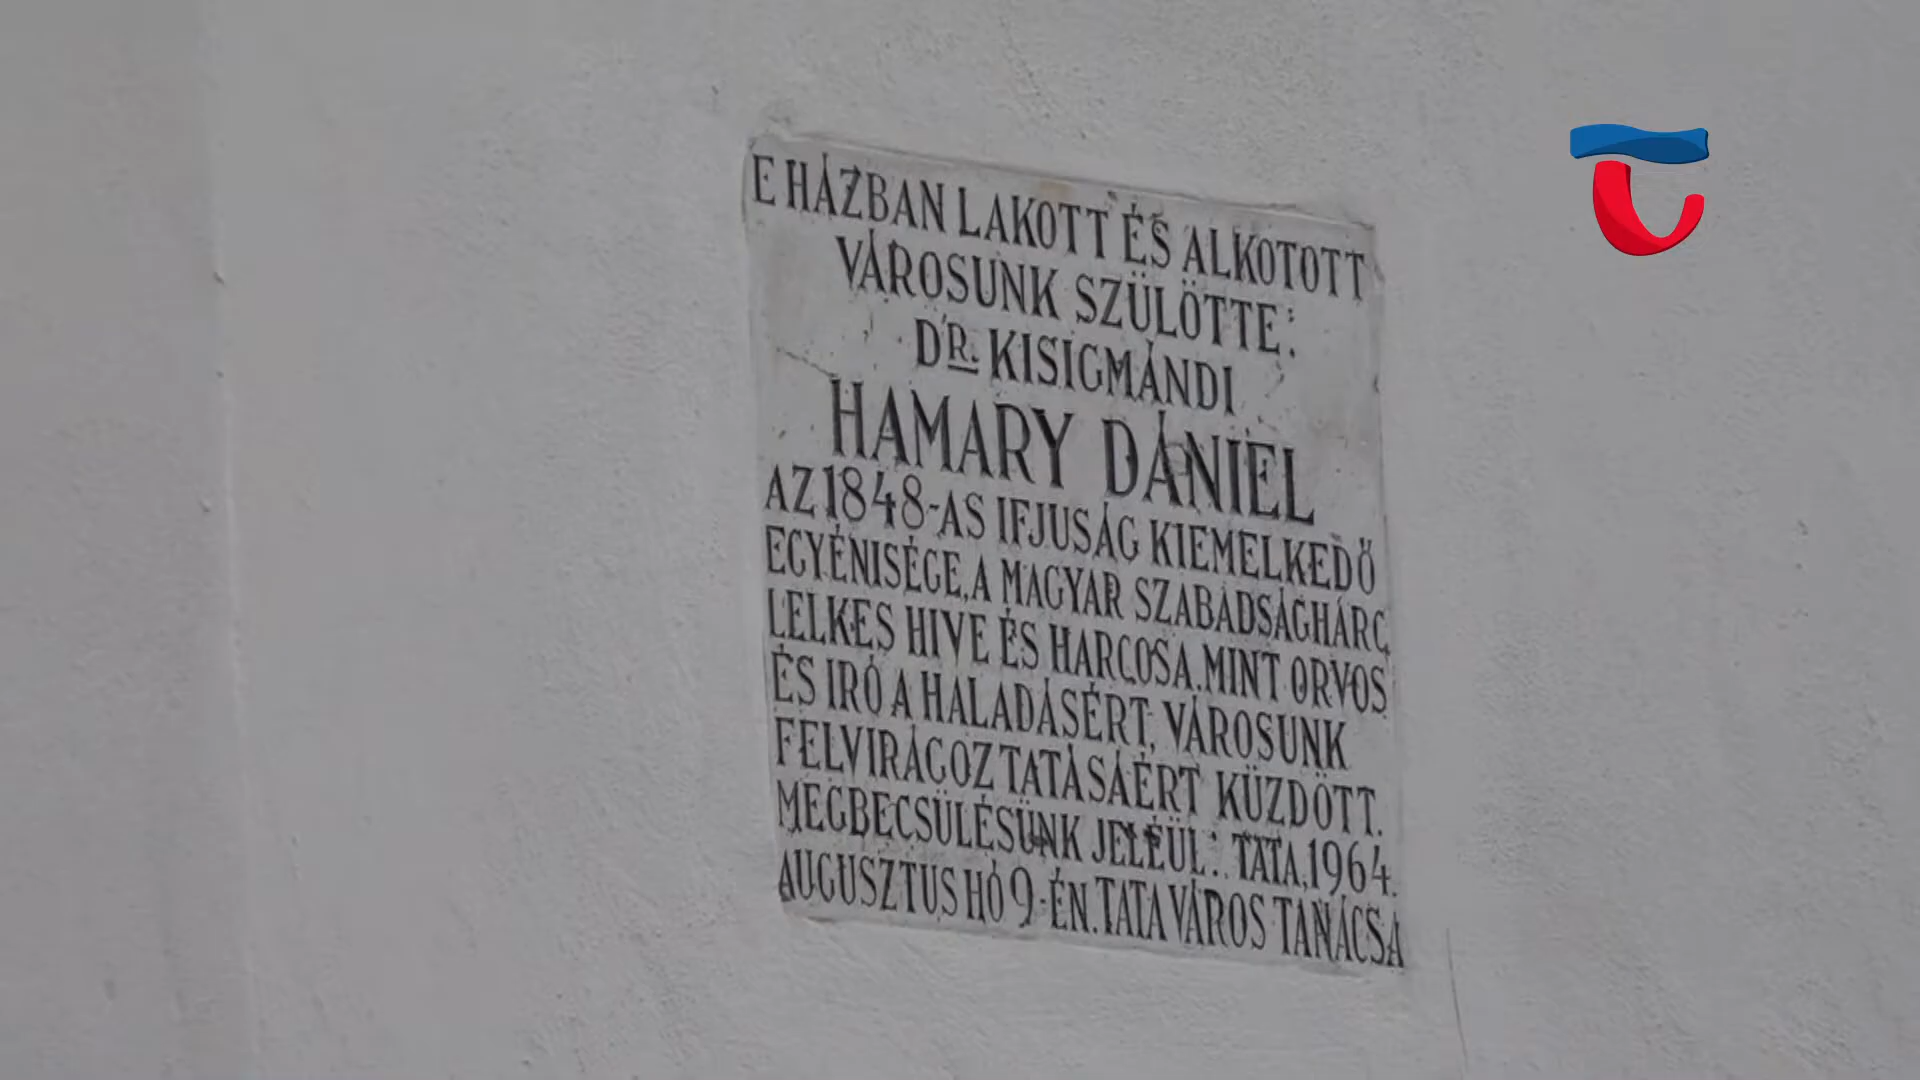 E HÁZBAN LAKOTT ÉS ALKOTOTT
VÁROSUNK SZÜLÖTTE:
DR. KISIGMÁNDI
HAMARY DÁNIEL
AZ 1848-AS IFJUSÁG KIEMELKEDŐ
EGYÉNISÉGE, A MAGYAR SZABADSÁGHARC
LELKES HIVE ÉS HARCOSA. MINT ORVOS
ÉS IRÓ A HALADÁSÉRT, VÁROSUNK
FELVIRÁGOZTATÁSÁÉRT KÜZDÖTT.
MEGBECSÜLÉSÜNK JELÉÜL: TATA, 1964.
AUGUSZTUS HÓ 9-ÉN. TATA VÁROS TANÁCSA